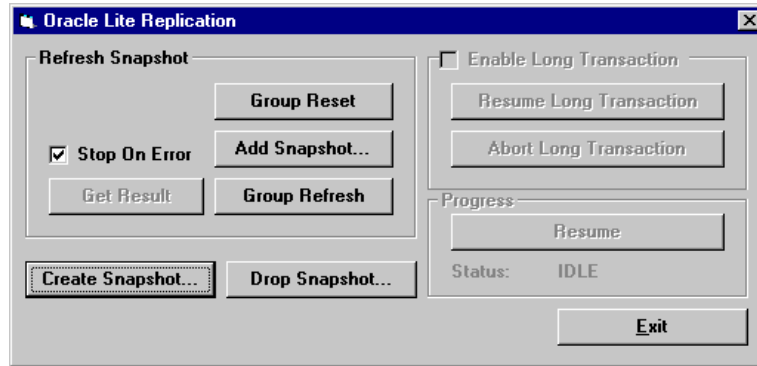 Oracle Lite Replication
Refresh Snapshot
Group Reset
Stop On Error
Add Snapshot...
Get Result
Group Refresh
Create Snapshot...
Drop Snapshot...
Enable Long Transaction
Resume Long Transaction
Abort Long Transaction
Progress
Resume
Status: IDLE
Exit